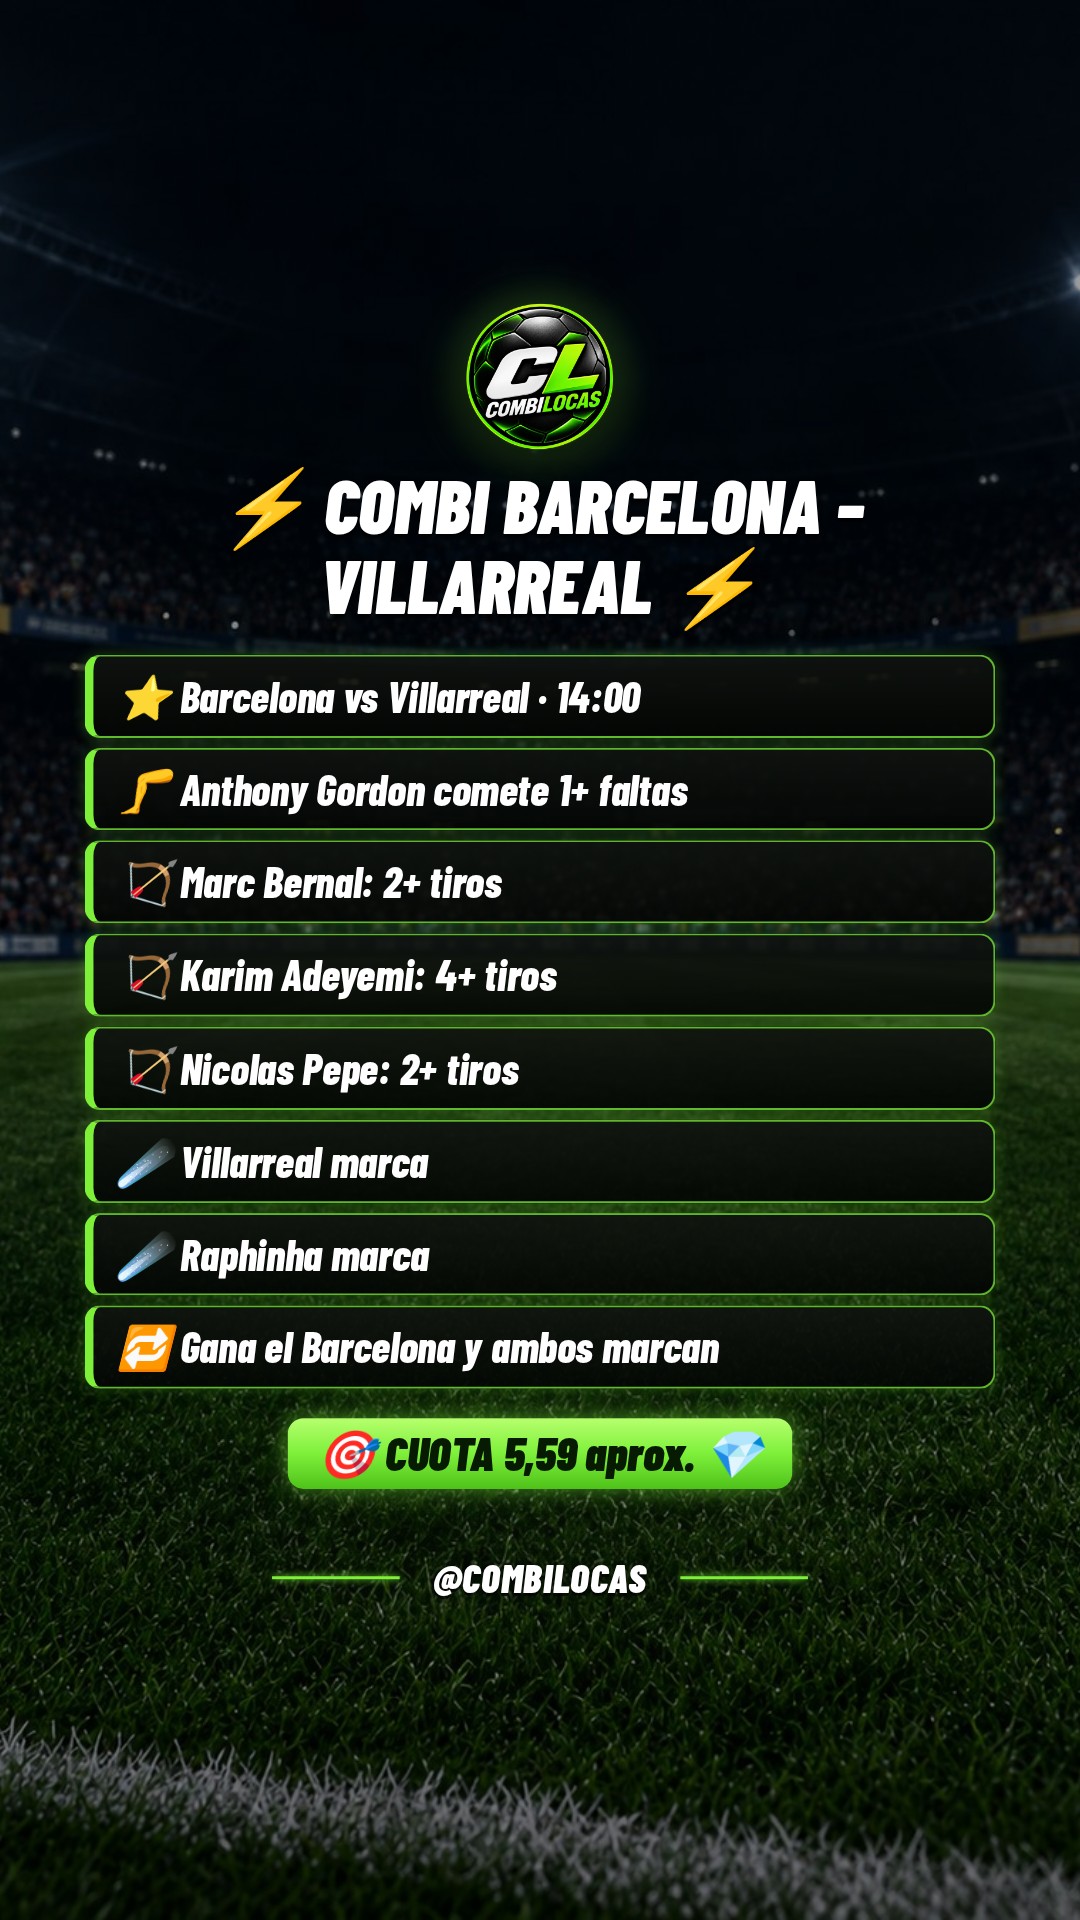 CL
COMBILOCAS
⚡ COMBI BARCELONA -
VILLARREAL ⚡
⭐ Barcelona vs Villarreal · 14:00
🦵 Anthony Gordon comete 1+ faltas
🏹 Marc Bernal: 2+ tiros
🏹 Karim Adeyemi: 4+ tiros
🏹 Nicolas Pepe: 2+ tiros
☄️ Villarreal marca
☄️ Raphinha marca
🔁 Gana el Barcelona y ambos marcan
🎯 CUOTA 5,59 aprox. 💎
@COMBILOCAS